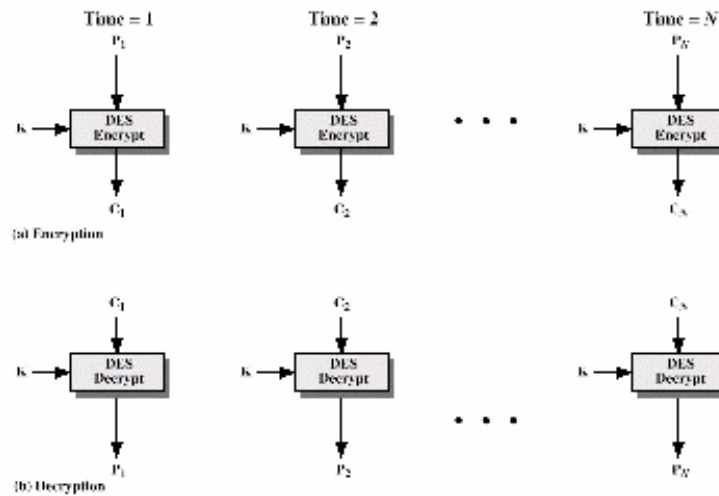 Time = 1 Time = 2 Time = N
P1 P2 PN
K DES Encrypt K DES Encrypt K DES Encrypt
C1 C2 CN
(a) Encryption
C1 C2 CN
K DES Decrypt K DES Decrypt K DES Decrypt
P1 P2 PN
(b) Decryption